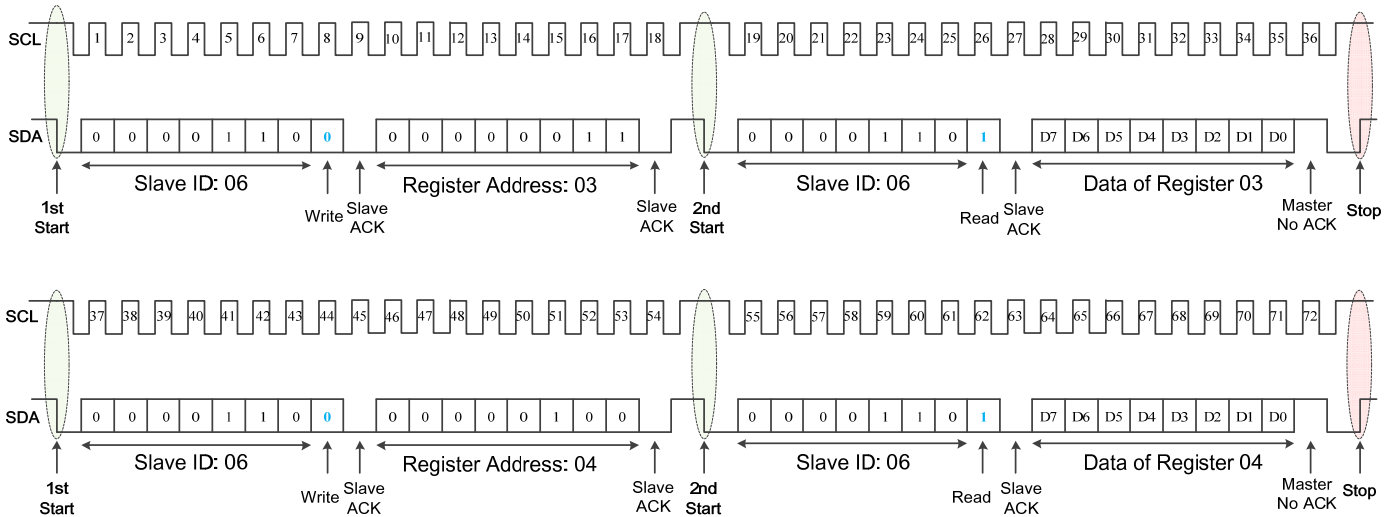 SCL 1 2 3 4 5 6 7 8 9 10 11 12 13 14 15 16 17 18 19 20 21 22 23 24 25 26 27 28 29 30 31 32 33 34 35 36
SDA 0 0 0 0 1 1 0 0 0 0 0 0 0 0 1 1 0 0 0 0 1 1 0 1 D7 D6 D5 D4 D3 D2 D1 D0
Slave ID: 06 Register Address: 03 Slave ID: 06 Data of Register 03
1st Start Write Slave ACK Slave ACK 2nd Start Read Slave ACK Master No ACK Stop
SCL 37 38 39 40 41 42 43 44 45 46 47 48 49 50 51 52 53 54 55 56 57 58 59 60 61 62 63 64 65 66 67 68 69 70 71 72
SDA 0 0 0 0 1 1 0 0 0 0 0 0 0 1 0 0 0 0 0 0 1 1 0 1 D7 D6 D5 D4 D3 D2 D1 D0
Slave ID: 06 Register Address: 04 Slave ID: 06 Data of Register 04
1st Start Write Slave ACK Slave ACK 2nd Start Read Slave ACK Master No ACK Stop